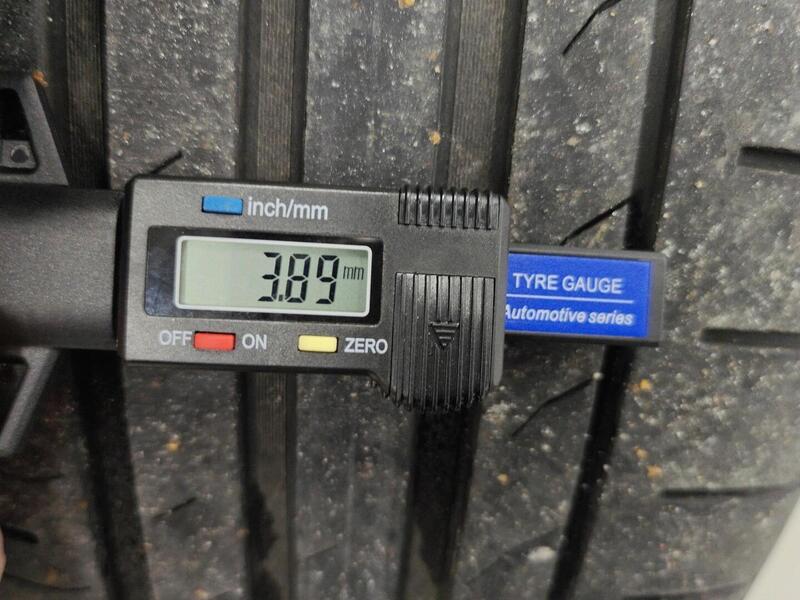 inch/mm
3.89 mm
OFF ON ZERO
TYRE GAUGE
Automotive series